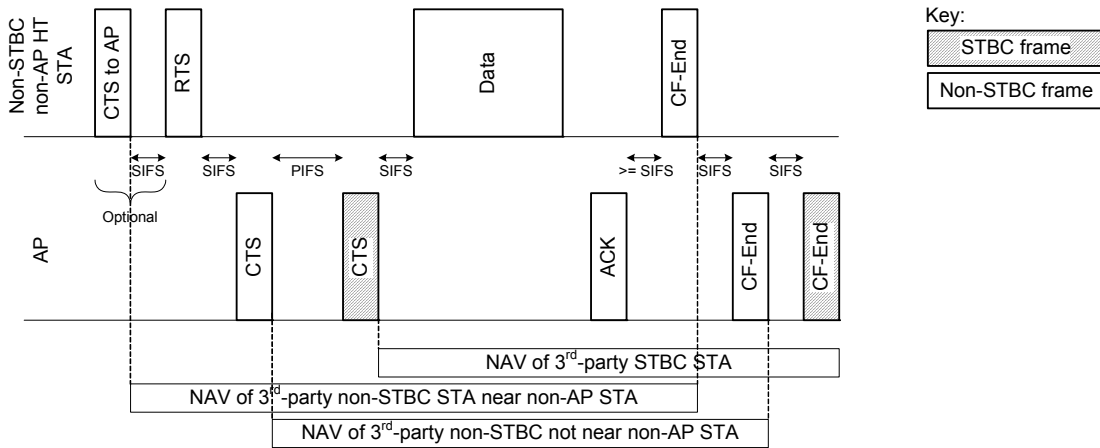 Non-STBC
non-AP HT
STA
CTS to AP
RTS
Data
CF-End
Key:
STBC frame
Non-STBC frame
SIFS
SIFS
PIFS
SIFS
>= SIFS
SIFS
SIFS
Optional
AP
CTS
CTS
ACK
CF-End
CF-End
NAV of 3rd-party STBC STA
NAV of 3rd-party non-STBC STA near non-AP STA
NAV of 3rd-party non-STBC not near non-AP STA